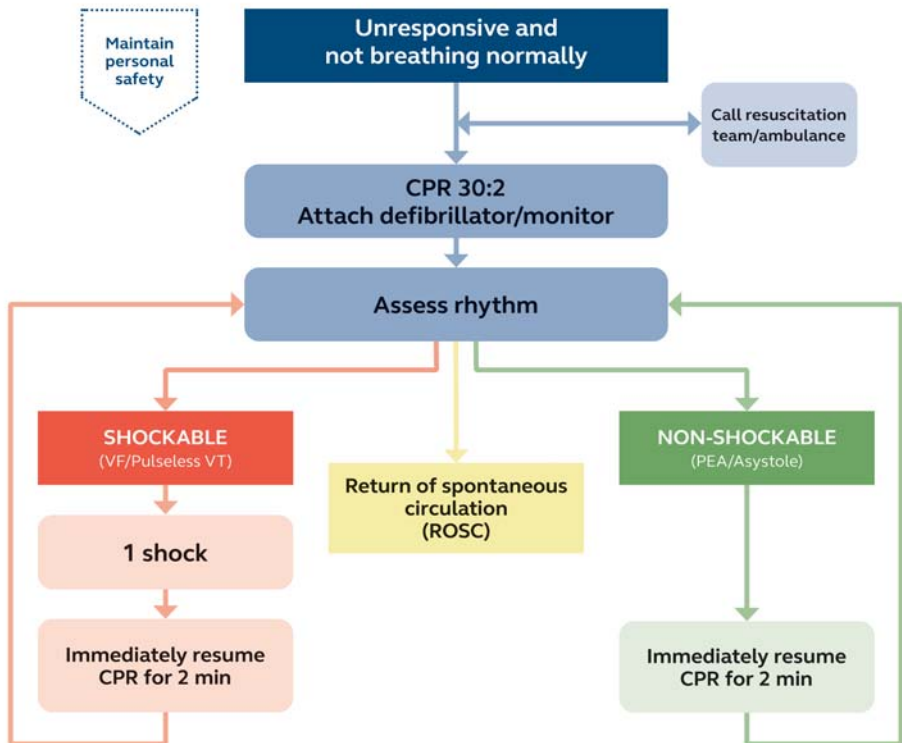 Maintain
personal
safety
Unresponsive and
not breathing normally
Call resuscitation
team/ambulance
CPR 30:2
Attach defibrillator/monitor
Assess rhythm
SHOCKABLE
(VF/Pulseless VT)
NON-SHOCKABLE
(PEA/Asystole)
Return of spontaneous
circulation
(ROSC)
1 shock
Immediately resume
CPR for 2 min
Immediately resume
CPR for 2 min